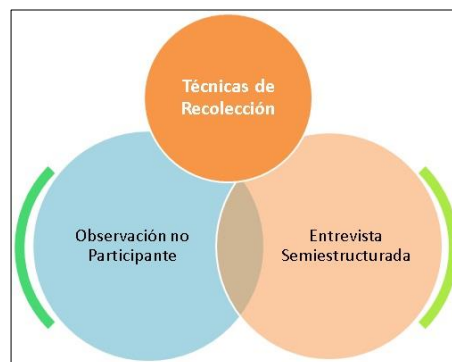 Técnicas de
Recolección
Observación no
Participante
Entrevista
Semiestructurada